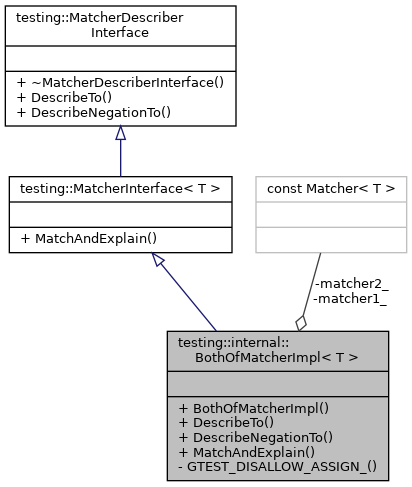 testing::MatcherDescriber
Interface
+ ~MatcherDescriberInterface()
+ DescribeTo()
+ DescribeNegationTo()
testing::MatcherInterface< T >
+ MatchAndExplain()
const Matcher< T >
-matcher2_
-matcher1_
testing::internal::
BothOfMatcherImpl< T >
+ BothOfMatcherImpl()
+ DescribeTo()
+ DescribeNegationTo()
+ MatchAndExplain()
- GTEST_DISALLOW_ASSIGN_()